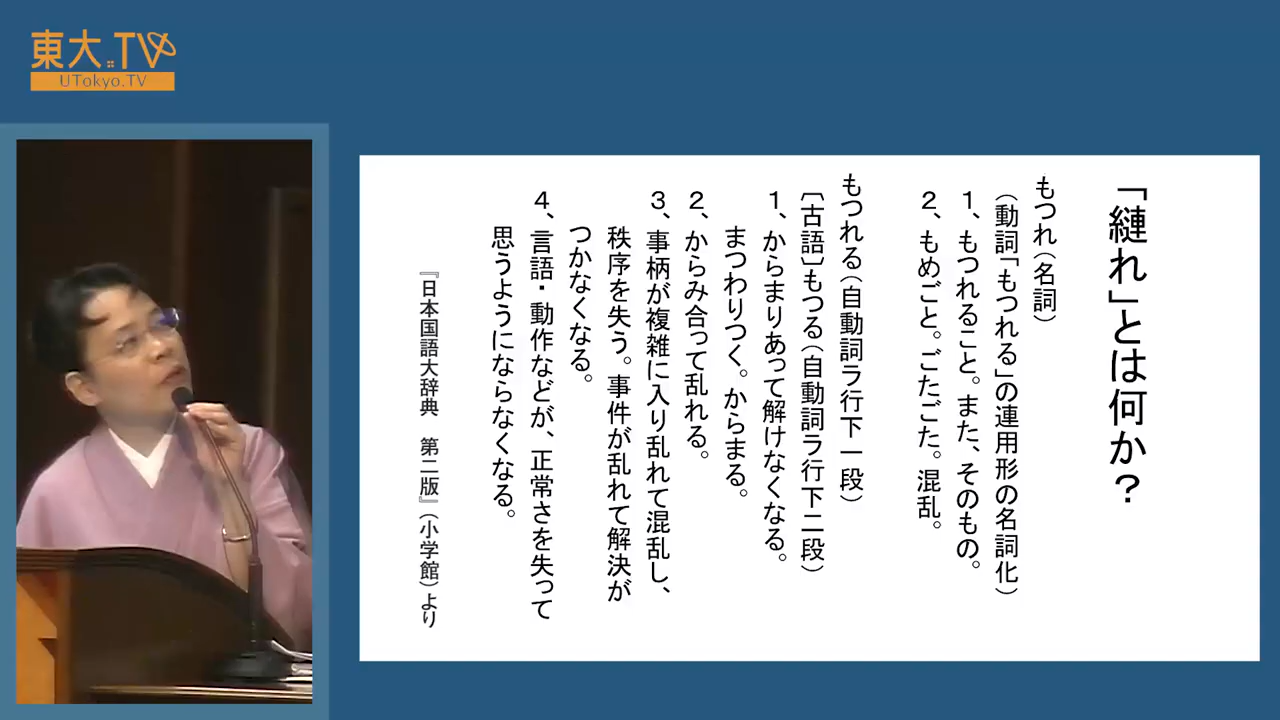 東大TV
UTokyo.TV
「縺れ」とは何か？
もつれ（名詞）
（動詞「もつれる」の連用形の名詞化）
１、もつれること。また、そのもの。
２、もめごと。ごたごた。混乱。
もつれる（自動詞ラ行下一段）
〔古語〕もつる（自動詞ラ行下二段）
１、からまりあって解けなくなる。
まつわりつく。からまる。
２、からみ合って乱れる。
３、事柄が複雑に入り乱れて混乱し、
秩序を失う。事件が乱れて解決が
つかなくなる。
４、言語・動作などが、正常さを失って
思うようにならなくなる。
『日本国語大辞典　第二版』（小学館）より